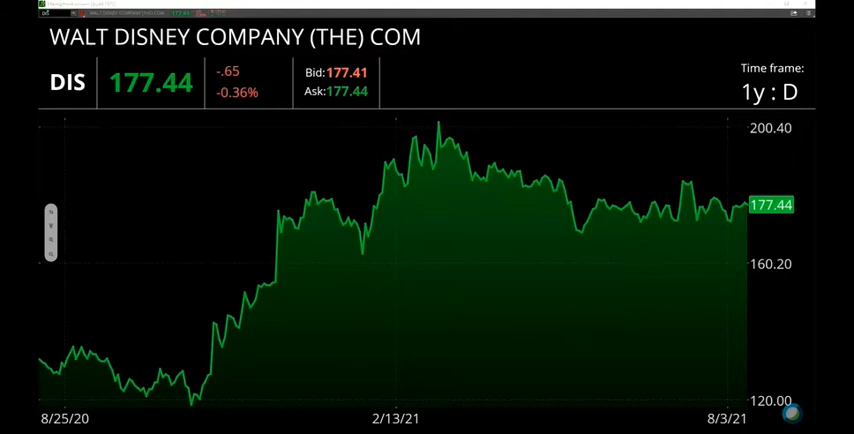 WALT DISNEY COMPANY (THE) COM
DIS
177.44
-.65
-0.36%
Bid:177.41
Ask:177.44
Time frame:
1y : D
200.40
177.44
160.20
120.00
8/25/20
2/13/21
8/3/21